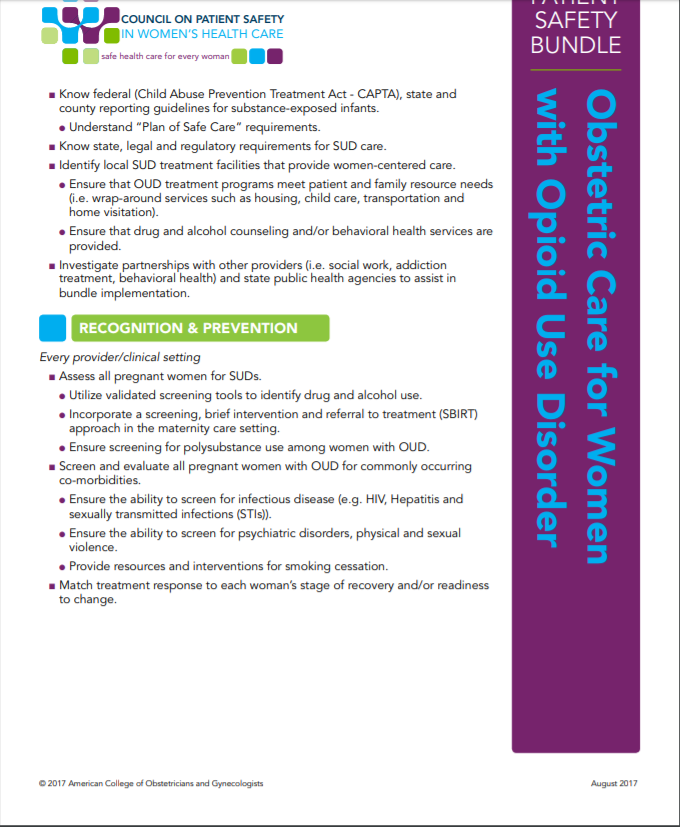 COUNCIL ON PATIENT SAFETY
IN WOMEN'S HEALTH CARE
safe health care for every woman
■ Know federal (Child Abuse Prevention Treatment Act - CAPTA), state and
county reporting guidelines for substance-exposed infants.
● Understand “Plan of Safe Care” requirements.
■ Know state, legal and regulatory requirements for SUD care.
■ Identify local SUD treatment facilities that provide women-centered care.
● Ensure that OUD treatment programs meet patient and family resource needs
(i.e. wrap-around services such as housing, child care, transportation and
home visitation).
● Ensure that drug and alcohol counseling and/or behavioral health services are
provided.
■ Investigate partnerships with other providers (i.e. social work, addiction
treatment, behavioral health) and state public health agencies to assist in
bundle implementation.
RECOGNITION & PREVENTION
Every provider/clinical setting
■ Assess all pregnant women for SUDs.
● Utilize validated screening tools to identify drug and alcohol use.
● Incorporate a screening, brief intervention and referral to treatment (SBIRT)
approach in the maternity care setting.
● Ensure screening for polysubstance use among women with OUD.
■ Screen and evaluate all pregnant women with OUD for commonly occurring
co-morbidities.
● Ensure the ability to screen for infectious disease (e.g. HIV, Hepatitis and
sexually transmitted infections (STIs)).
● Ensure the ability to screen for psychiatric disorders, physical and sexual
violence.
● Provide resources and interventions for smoking cessation.
■ Match treatment response to each woman’s stage of recovery and/or readiness
to change.
PATIENT
SAFETY
BUNDLE
Obstetric Care for Women
with Opioid Use Disorder
© 2017 American College of Obstetricians and Gynecologists
August 2017